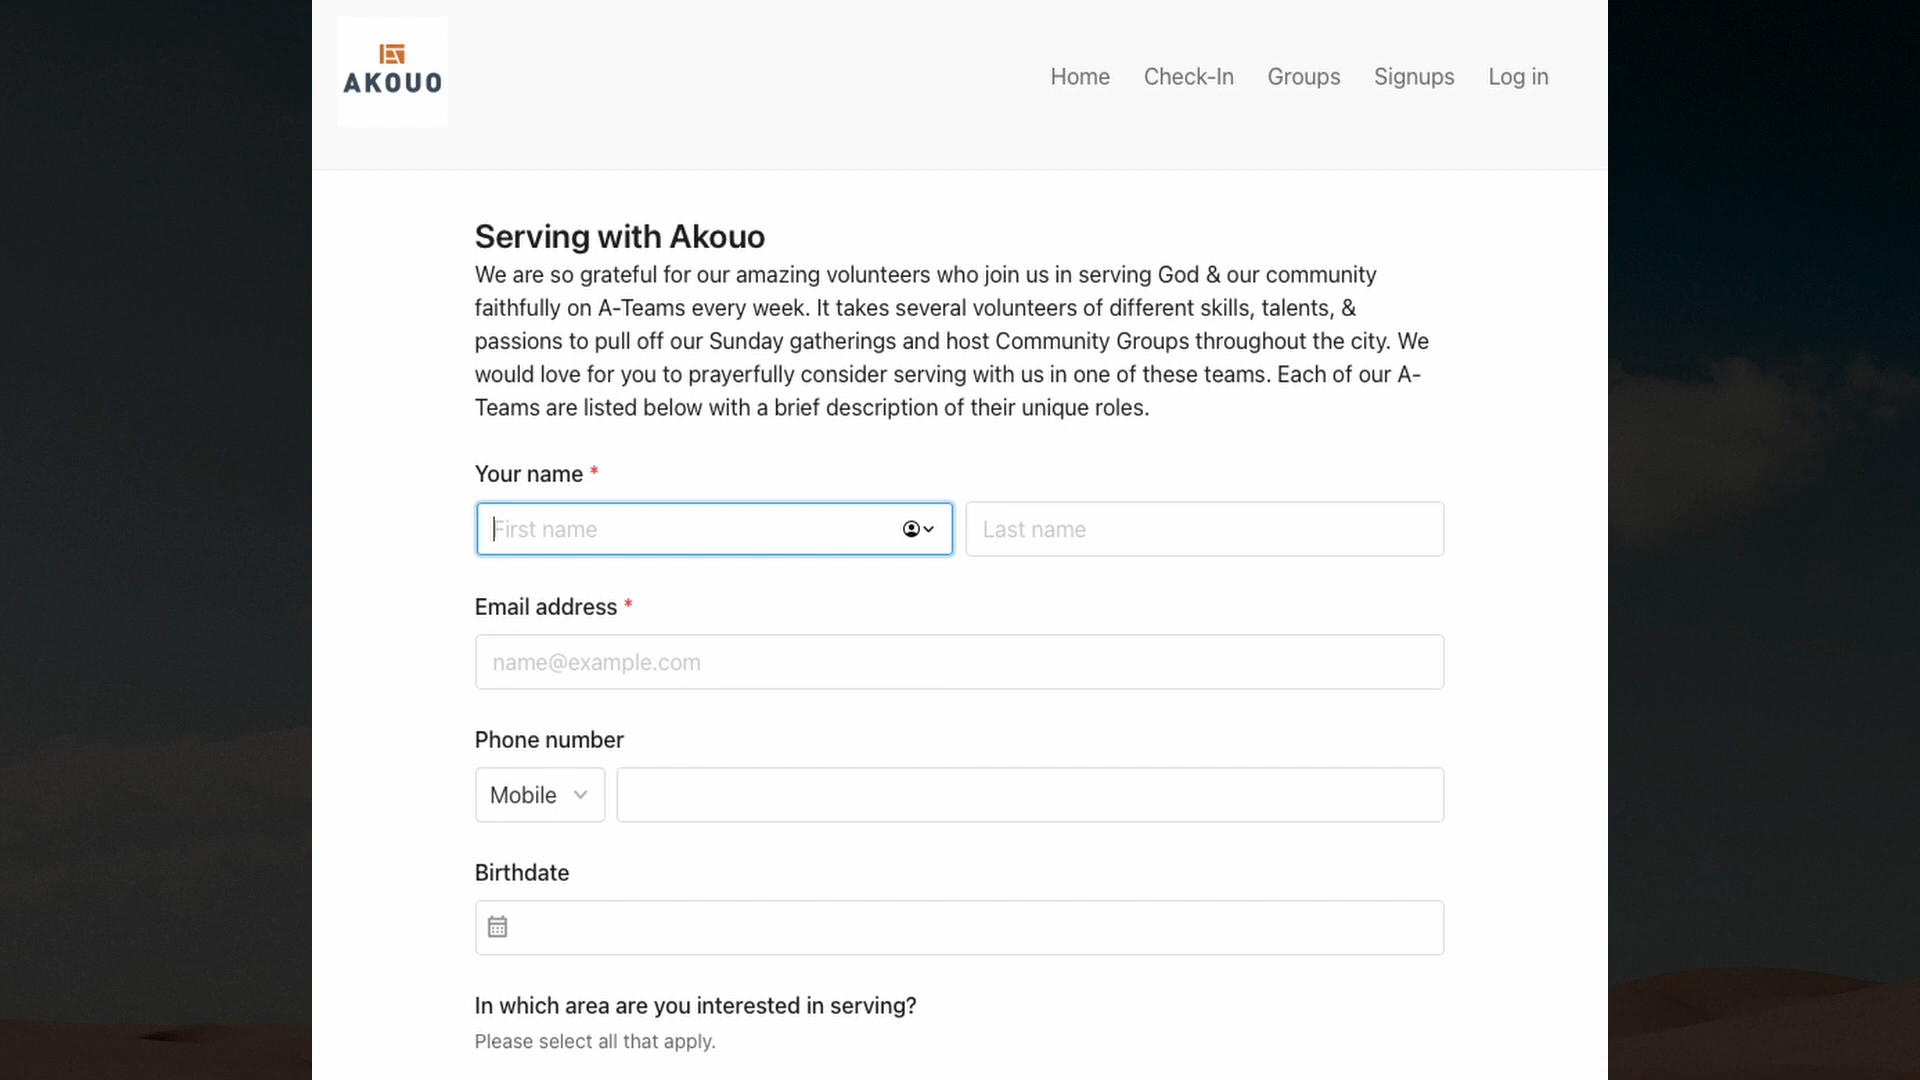 AKOUO
Home Check-In Groups Signups Log in
Serving with Akouo
We are so grateful for our amazing volunteers who join us in serving God & our community
faithfully on A-Teams every week. It takes several volunteers of different skills, talents, &
passions to pull off our Sunday gatherings and host Community Groups throughout the city. We
would love for you to prayerfully consider serving with us in one of these teams. Each of our A-
Teams are listed below with a brief description of their unique roles.
Your name *
First name Last name
Email address *
name@example.com
Phone number
Mobile
Birthdate
In which area are you interested in serving?
Please select all that apply.